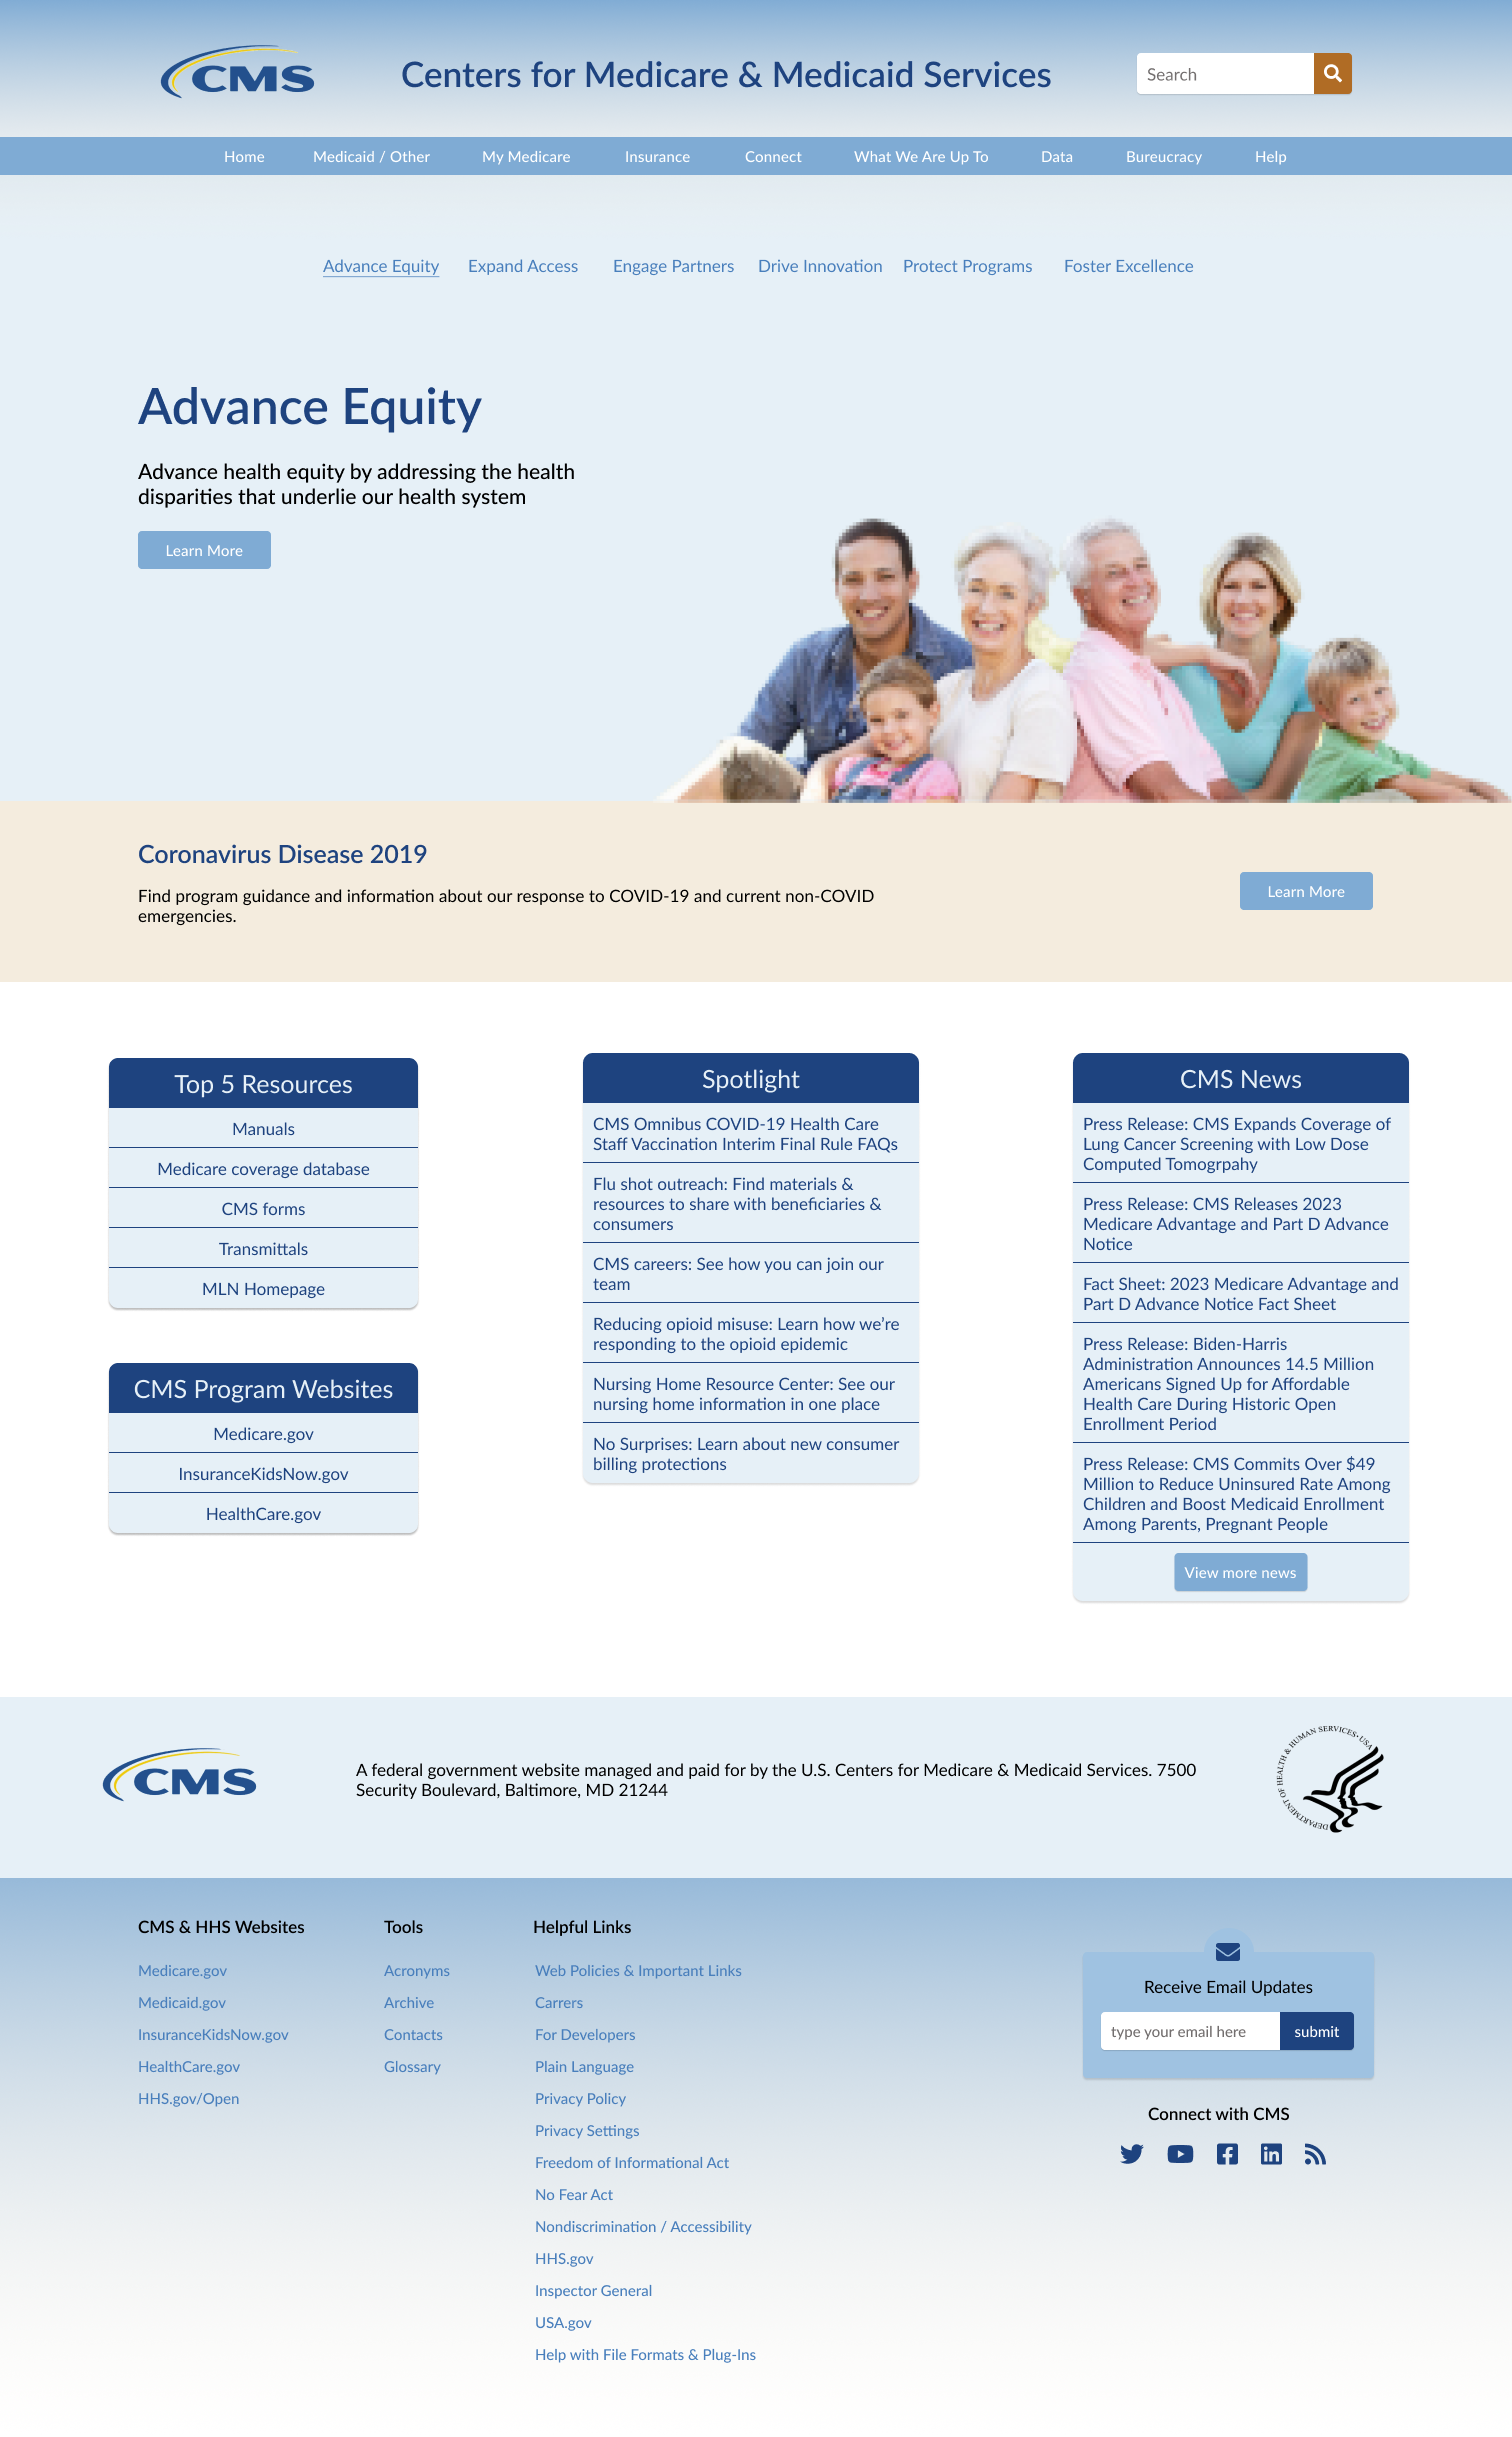 CMS
Centers for Medicare & Medicaid Services
Search
Home
Medicaid / Other
My Medicare
Insurance
Connect
What We Are Up To
Data
Bureucracy
Help
Advance Equity
Expand Access
Engage Partners
Drive Innovation
Protect Programs
Foster Excellence
Advance Equity
Advance health equity by addressing the health
disparities that underlie our health system
Learn More
Coronavirus Disease 2019
Find program guidance and information about our response to COVID-19 and current non-COVID
emergencies.
Learn More
Top 5 Resources
Manuals
Medicare coverage database
CMS forms
Transmittals
MLN Homepage
CMS Program Websites
Medicare.gov
InsuranceKidsNow.gov
HealthCare.gov
Spotlight
CMS Omnibus COVID-19 Health Care
Staff Vaccination Interim Final Rule FAQs
Flu shot outreach: Find materials &
resources to share with beneficiaries &
consumers
CMS careers: See how you can join our
team
Reducing opioid misuse: Learn how we're
responding to the opioid epidemic
Nursing Home Resource Center: See our
nursing home information in one place
No Surprises: Learn about new consumer
billing protections
CMS News
Press Release: CMS Expands Coverage of
Lung Cancer Screening with Low Dose
Computed Tomogrpahy
Press Release: CMS Releases 2023
Medicare Advantage and Part D Advance
Notice
Fact Sheet: 2023 Medicare Advantage and
Part D Advance Notice Fact Sheet
Press Release: Biden-Harris
Administration Announces 14.5 Million
Americans Signed Up for Affordable
Health Care During Historic Open
Enrollment Period
Press Release: CMS Commits Over $49
Million to Reduce Uninsured Rate Among
Children and Boost Medicaid Enrollment
Among Parents, Pregnant People
View more news
CMS
A federal government website managed and paid for by the U.S. Centers for Medicare & Medicaid Services. 7500
Security Boulevard, Baltimore, MD 21244
DEPARTMENT OF HEALTH & HUMAN SERVICES • USA
CMS & HHS Websites
Medicare.gov
Medicaid.gov
InsuranceKidsNow.gov
HealthCare.gov
HHS.gov/Open
Tools
Acronyms
Archive
Contacts
Glossary
Helpful Links
Web Policies & Important Links
Carrers
For Developers
Plain Language
Privacy Policy
Privacy Settings
Freedom of Informational Act
No Fear Act
Nondiscrimination / Accessibility
HHS.gov
Inspector General
USA.gov
Help with File Formats & Plug-Ins
Receive Email Updates
type your email here
submit
Connect with CMS